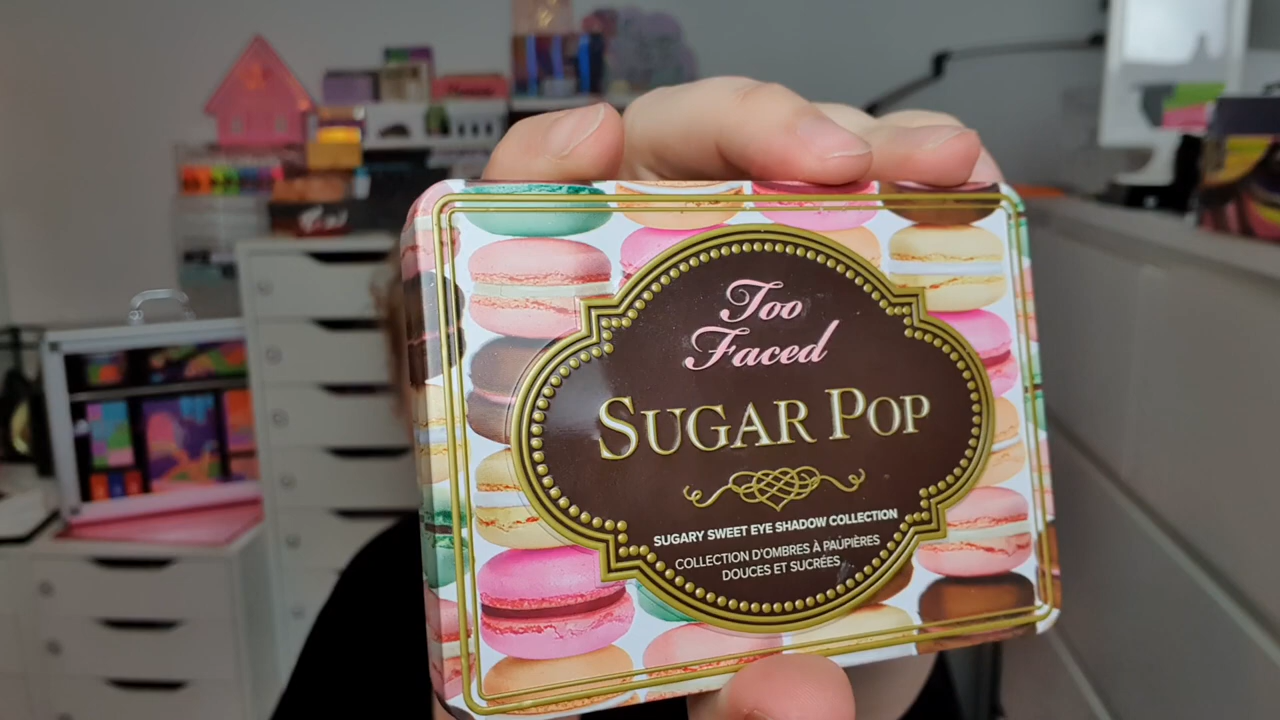 Too
Faced
SUGAR POP
SUGARY SWEET EYE SHADOW COLLECTION
COLLECTION D'OMBRES À PAUPIÈRES
DOUCES ET SUCRÉES